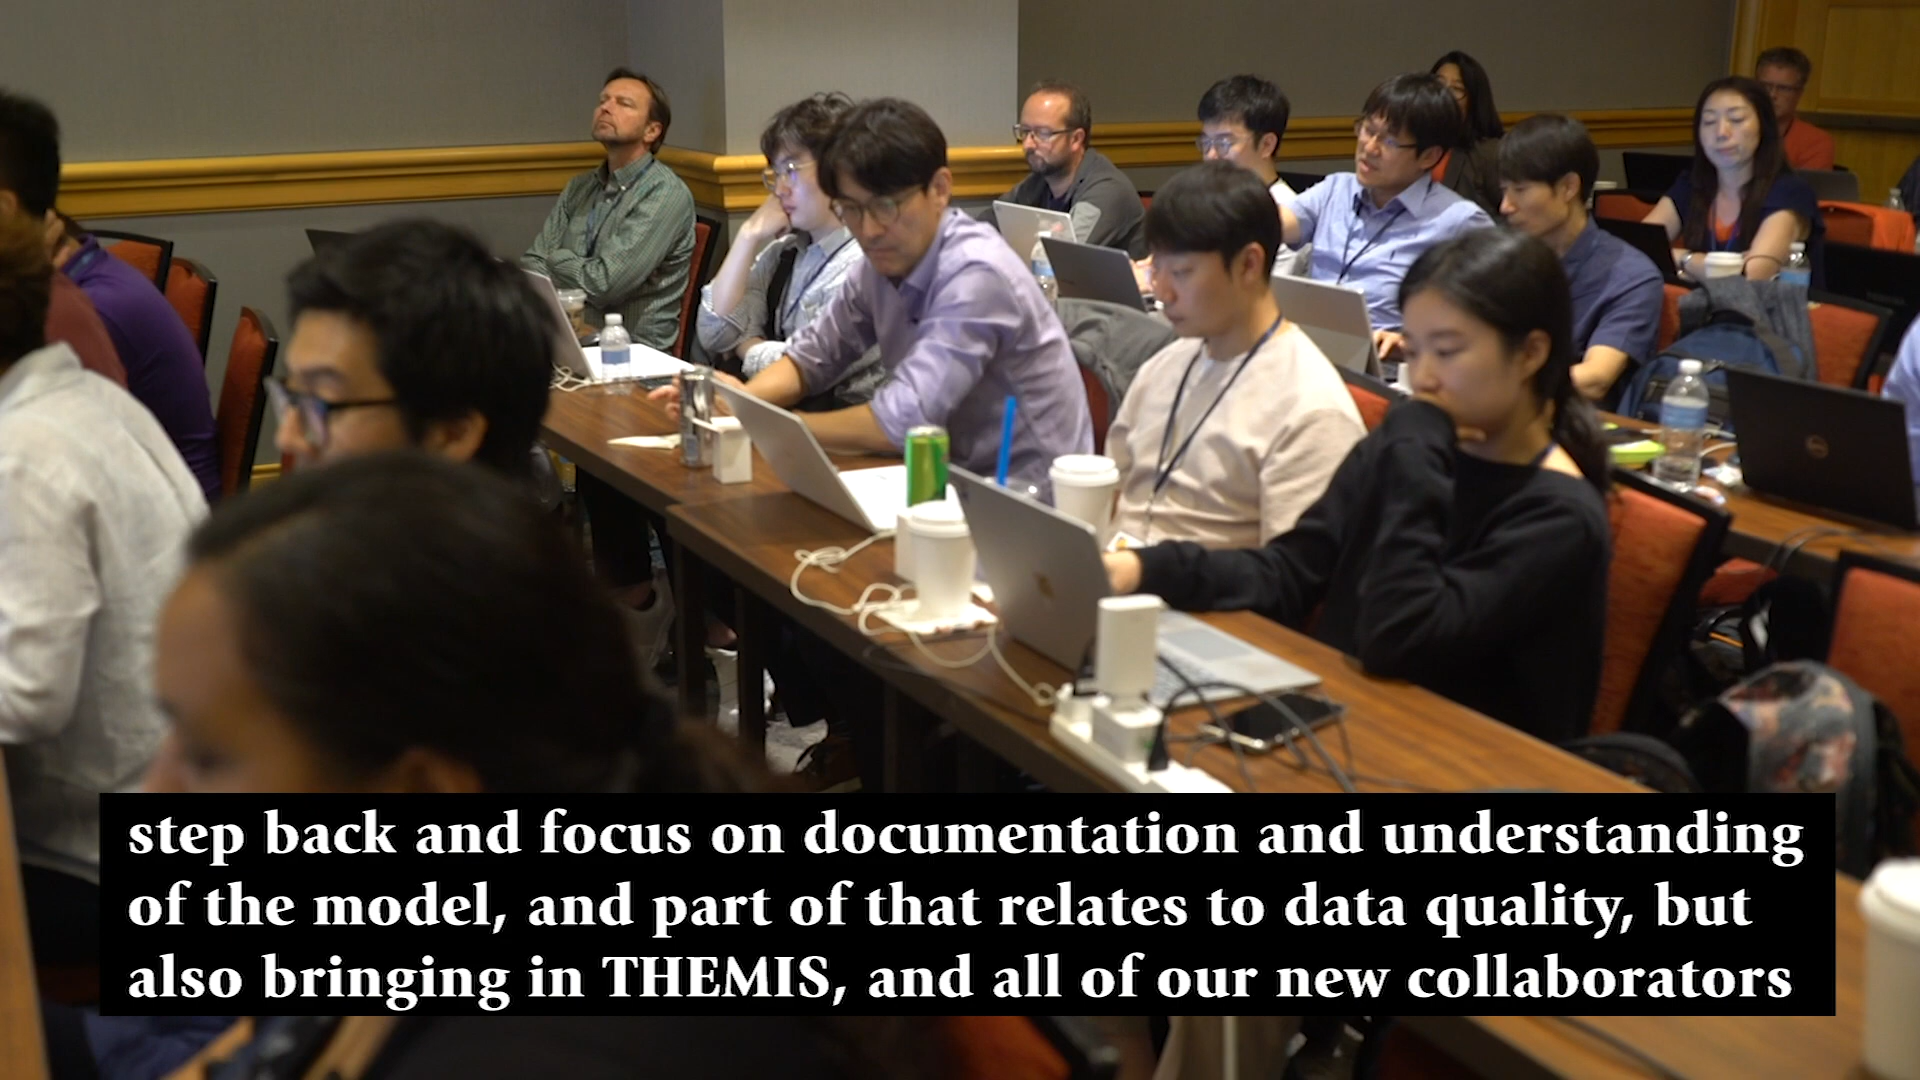 step back and focus on documentation and understanding
of the model, and part of that relates to data quality, but
also bringing in THEMIS, and all of our new collaborators